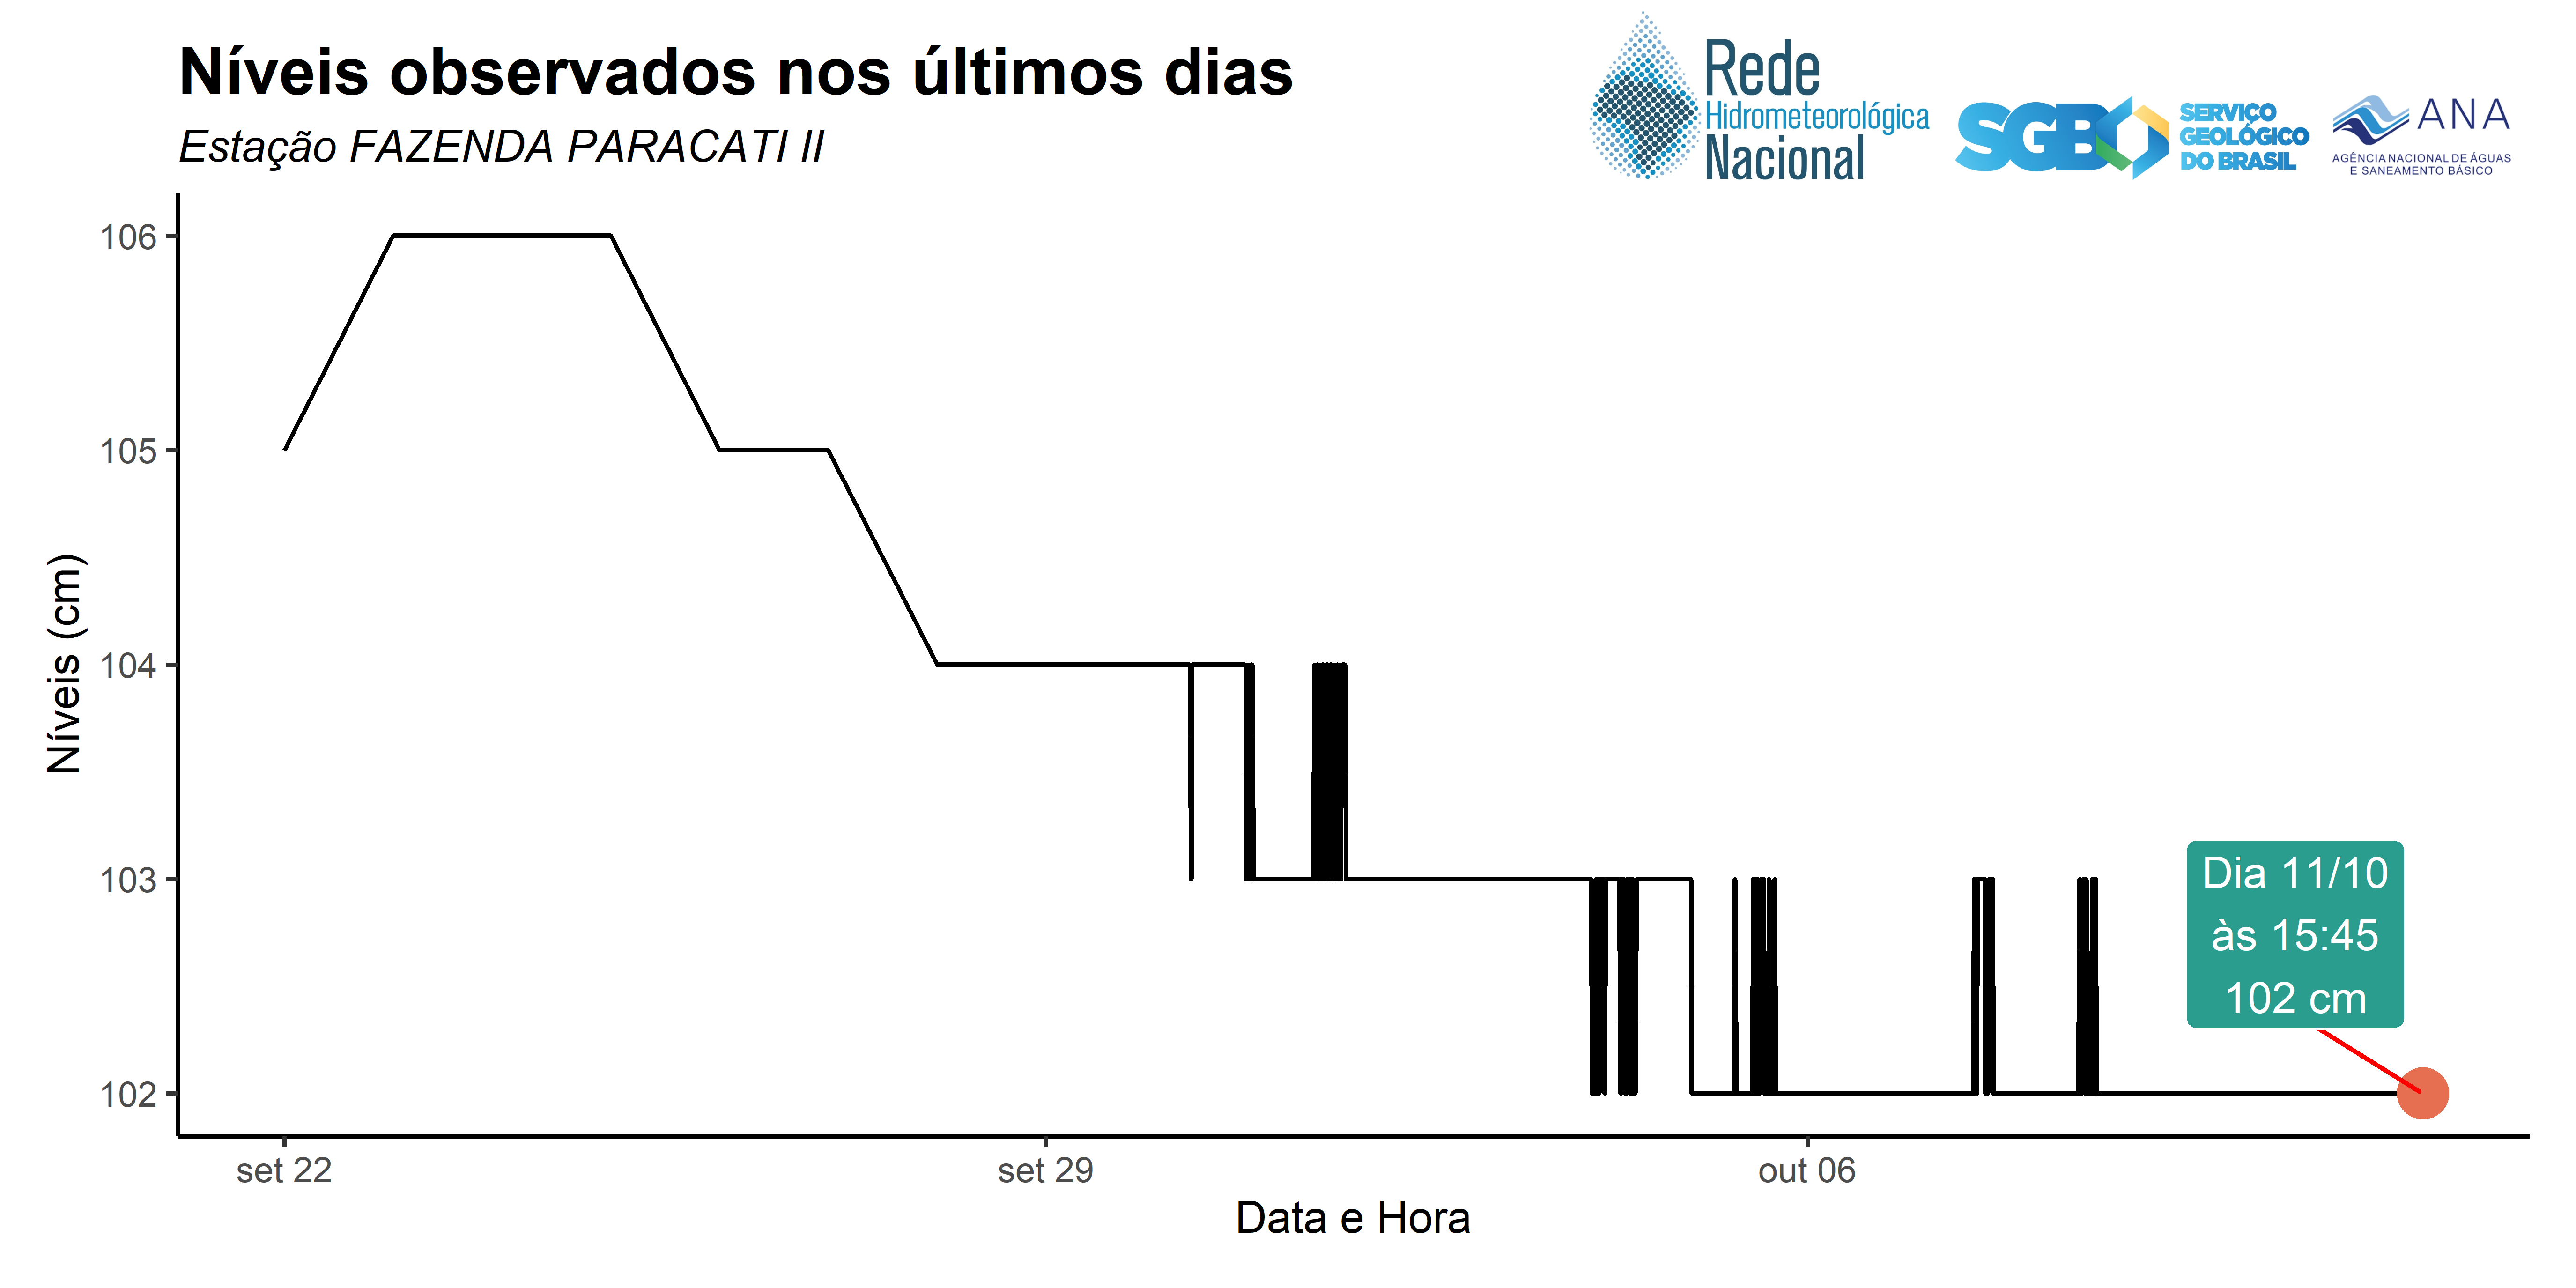 Níveis observados nos últimos dias
Estação FAZENDA PARACATI II
Rede
Hidrometeorológica
Nacional
SGB
SERVIÇO
GEOLÓGICO
DO BRASIL
ANA
AGÊNCIA NACIONAL DE ÁGUAS
E SANEAMENTO BÁSICO
Níveis (cm)
106
105
104
103
102
Dia 11/10
às 15:45
102 cm
set 22
set 29
out 06
Data e Hora